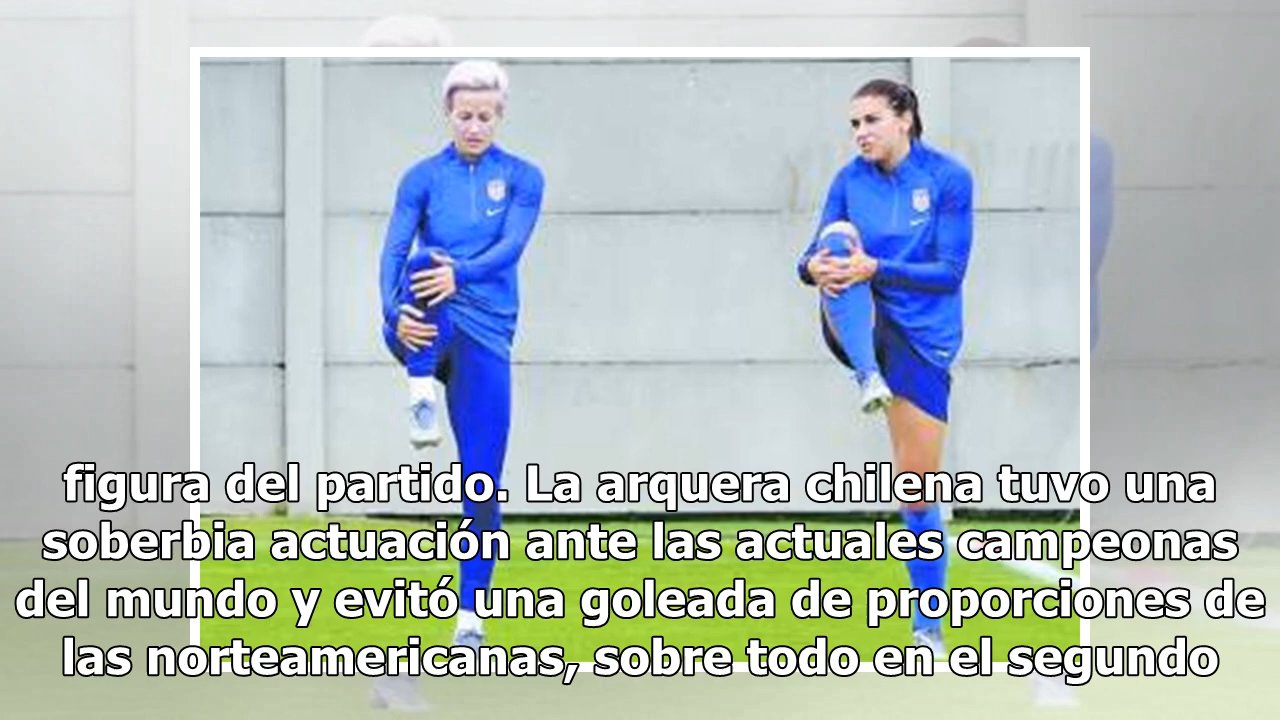 figura del partido. La arquera chilena tuvo una
soberbia actuación ante las actuales campeonas
del mundo y evitó una goleada de proporciones de
las norteamericanas, sobre todo en el segundo